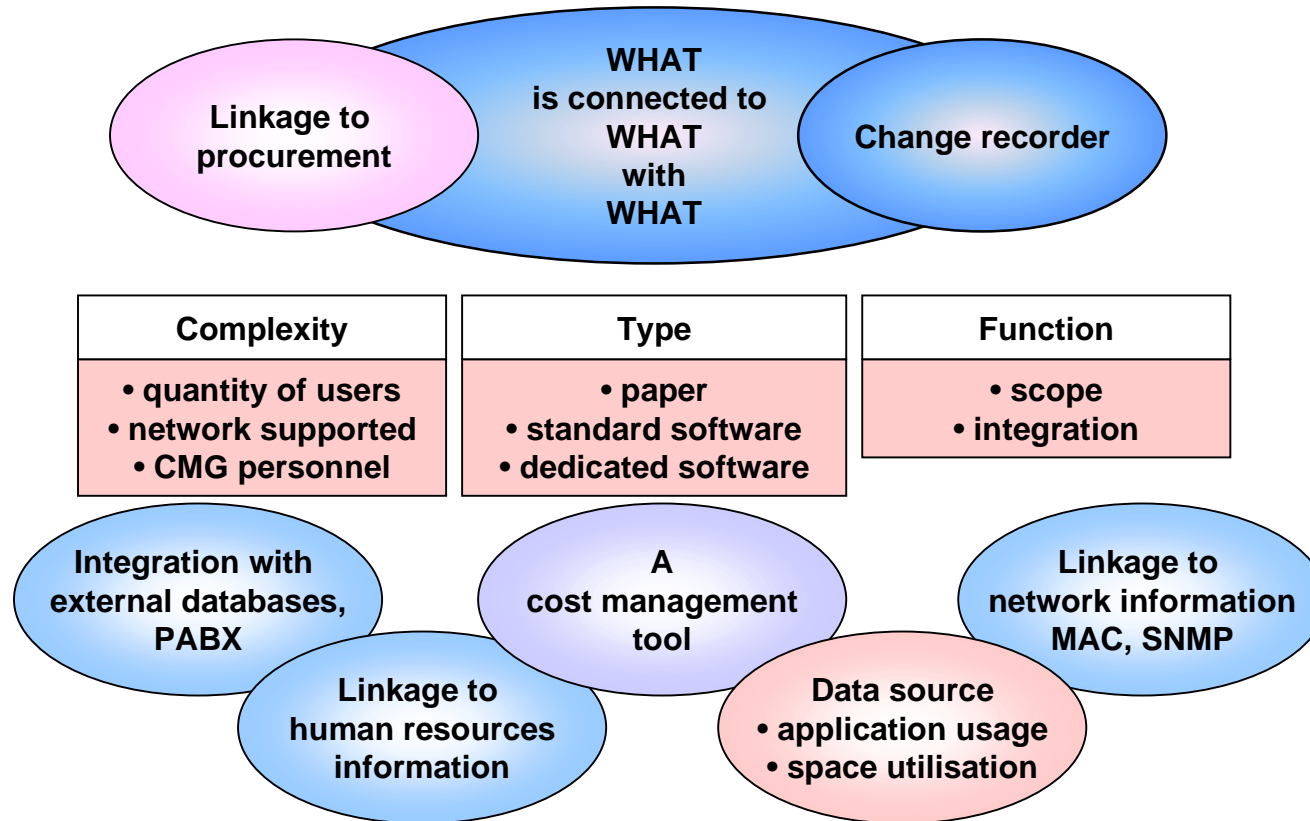 Linkage to
procurement
WHAT
is connected to
WHAT
with
WHAT
Change recorder
Complexity
• quantity of users
• network supported
• CMG personnel
Type
• paper
• standard software
• dedicated software
Function
• scope
• integration
Integration with
external databases,
PABX
Linkage to
human resources
information
A
cost management
tool
Data source
• application usage
• space utilisation
Linkage to
network information
MAC, SNMP